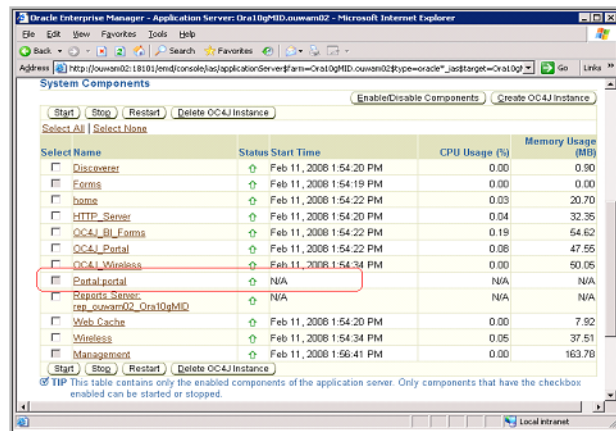 Oracle Enterprise Manager - Application Server: Ora10gMID.ouwam02 - Microsoft Internet Explorer
File Edit View Favorites Tools Help
Back Search Favorites
Address http://ouwam02:18101/emd/console/ias/applicationServer$farm=Ora10gMID.ouwam02$type=oracle*_ias$target=Ora10gM Go Links »
System Components
Enable/Disable Components Create OC4J Instance
Start Stop Restart Delete OC4J Instance
Select All | Select None
Select Name Status Start Time CPU Usage (%) Memory Usage (MB)
Discoverer Feb 11, 2008 1:54:20 PM 0.00 0.90
Forms Feb 11, 2008 1:54:19 PM 0.00 0.00
home Feb 11, 2008 1:54:22 PM 0.03 20.70
HTTP_Server Feb 11, 2008 1:54:20 PM 0.04 32.35
OC4J_BI_Forms Feb 11, 2008 1:54:22 PM 0.19 54.62
OC4J_Portal Feb 11, 2008 1:54:22 PM 0.08 47.55
OC4J_Wireless Feb 11, 2008 1:54:34 PM 0.00 50.05
Portal:portal N/A N/A N/A
Reports Server: N/A N/A N/A
rep_ouwam02_Ora10gMID
Web Cache Feb 11, 2008 1:54:20 PM 0.00 7.92
Wireless Feb 11, 2008 1:54:34 PM 0.05 37.51
Management Feb 11, 2008 1:56:41 PM 0.00 163.78
Start Stop Restart Delete OC4J Instance
TIP This table contains only the enabled components of the application server. Only components that have the checkbox
enabled can be started or stopped.
Local intranet